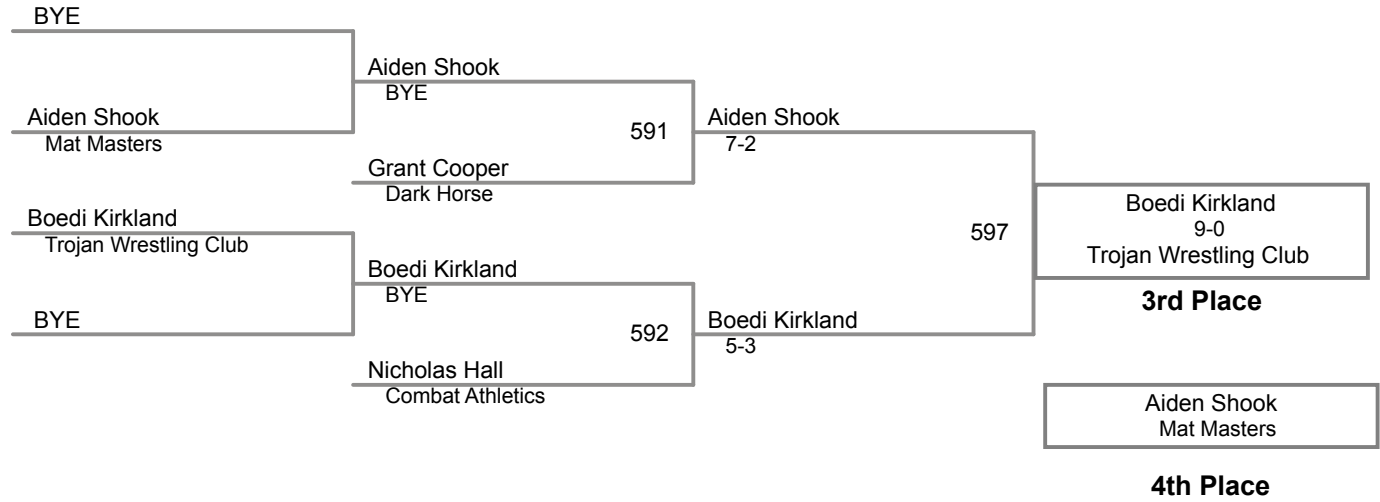 BYE
Aiden Shook
BYE
Aiden Shook
Mat Masters
591
Aiden Shook
7-2
Grant Cooper
Dark Horse
Boedi Kirkland
Trojan Wrestling Club
597
Boedi Kirkland
9-0
Trojan Wrestling Club
3rd Place
Boedi Kirkland
BYE
BYE
592
Boedi Kirkland
5-3
Nicholas Hall
Combat Athletics
Aiden Shook
Mat Masters
4th Place